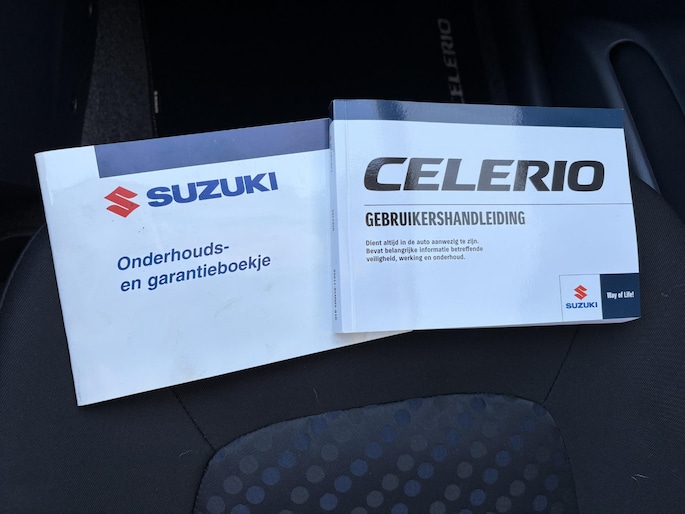 CELERIO
SUZUKI
Onderhouds-
en garantieboekje
CELERIO
GEBRUIKERSHANDLEIDING
Dient altijd in de auto aanwezig te zijn.
Bevat belangrijke informatie betreffende
veiligheid, werking en onderhoud.
SUZUKI
Way of Life!